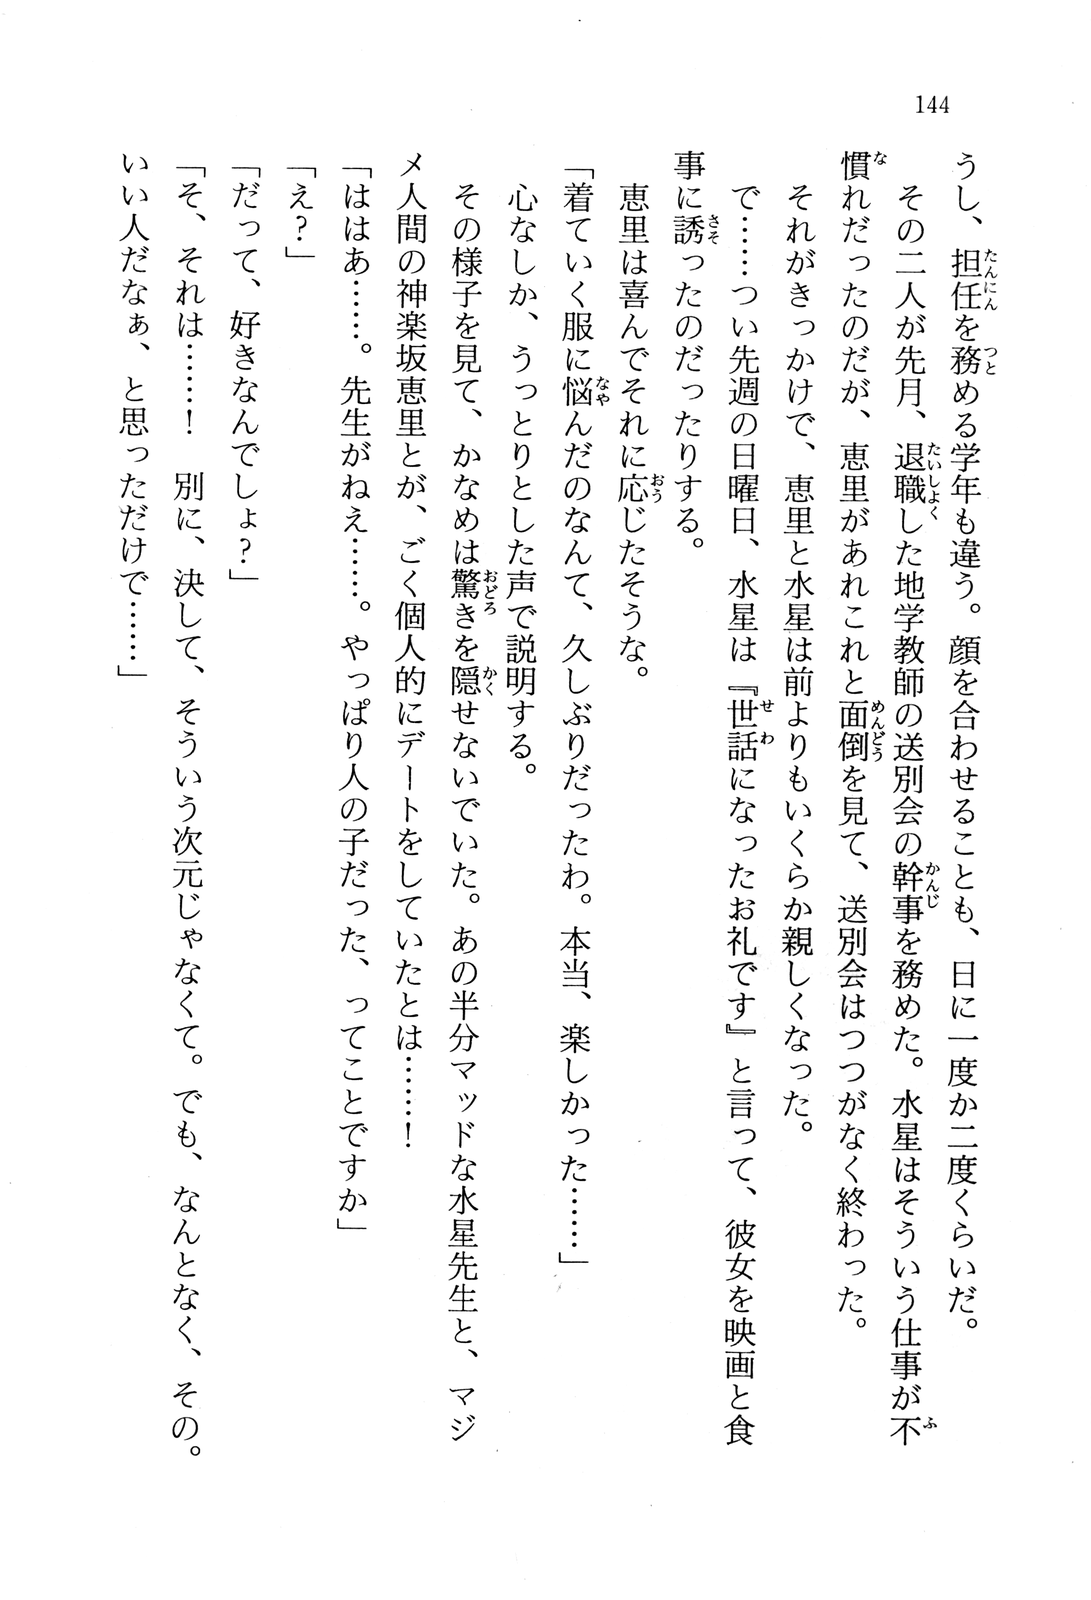 144
うし、担任を務める学年も違う。顔を合わせることも、日に一度か二度くらいだ。
その二人が先月、退職した地学教師の送別会の幹事を務めた。水星はそういう仕事が不
慣れだったのだが、恵里があれこれと面倒を見て、送別会はつつがなく終わった。
それがきっかけで、恵里と水星は前よりもいくらか親しくなった。
で……つい先週の日曜日、水星は『世話になったお礼です』と言って、彼女を映画と食
事に誘ったのだったりする。
恵里は喜んでそれに応じたそうな。
「着ていく服に悩んだのなんて、久しぶりだったわ。本当、楽しかった……」
心なしか、うっとりとした声で説明する。
その様子を見て、かなめは驚きを隠せないでいた。あの半分マッドな水星先生と、マジ
メ人間の神楽坂恵里とが、ごく個人的にデートをしていたとは……！
「ははあ……。先生がねえ……。やっぱり人の子だった、ってことですか」
「え？」
「だって、好きなんでしょ？」
「そ、それは……！　別に、決して、そういう次元じゃなくて。でも、なんとなく、その。
いい人だなぁ、と思っただけで……」